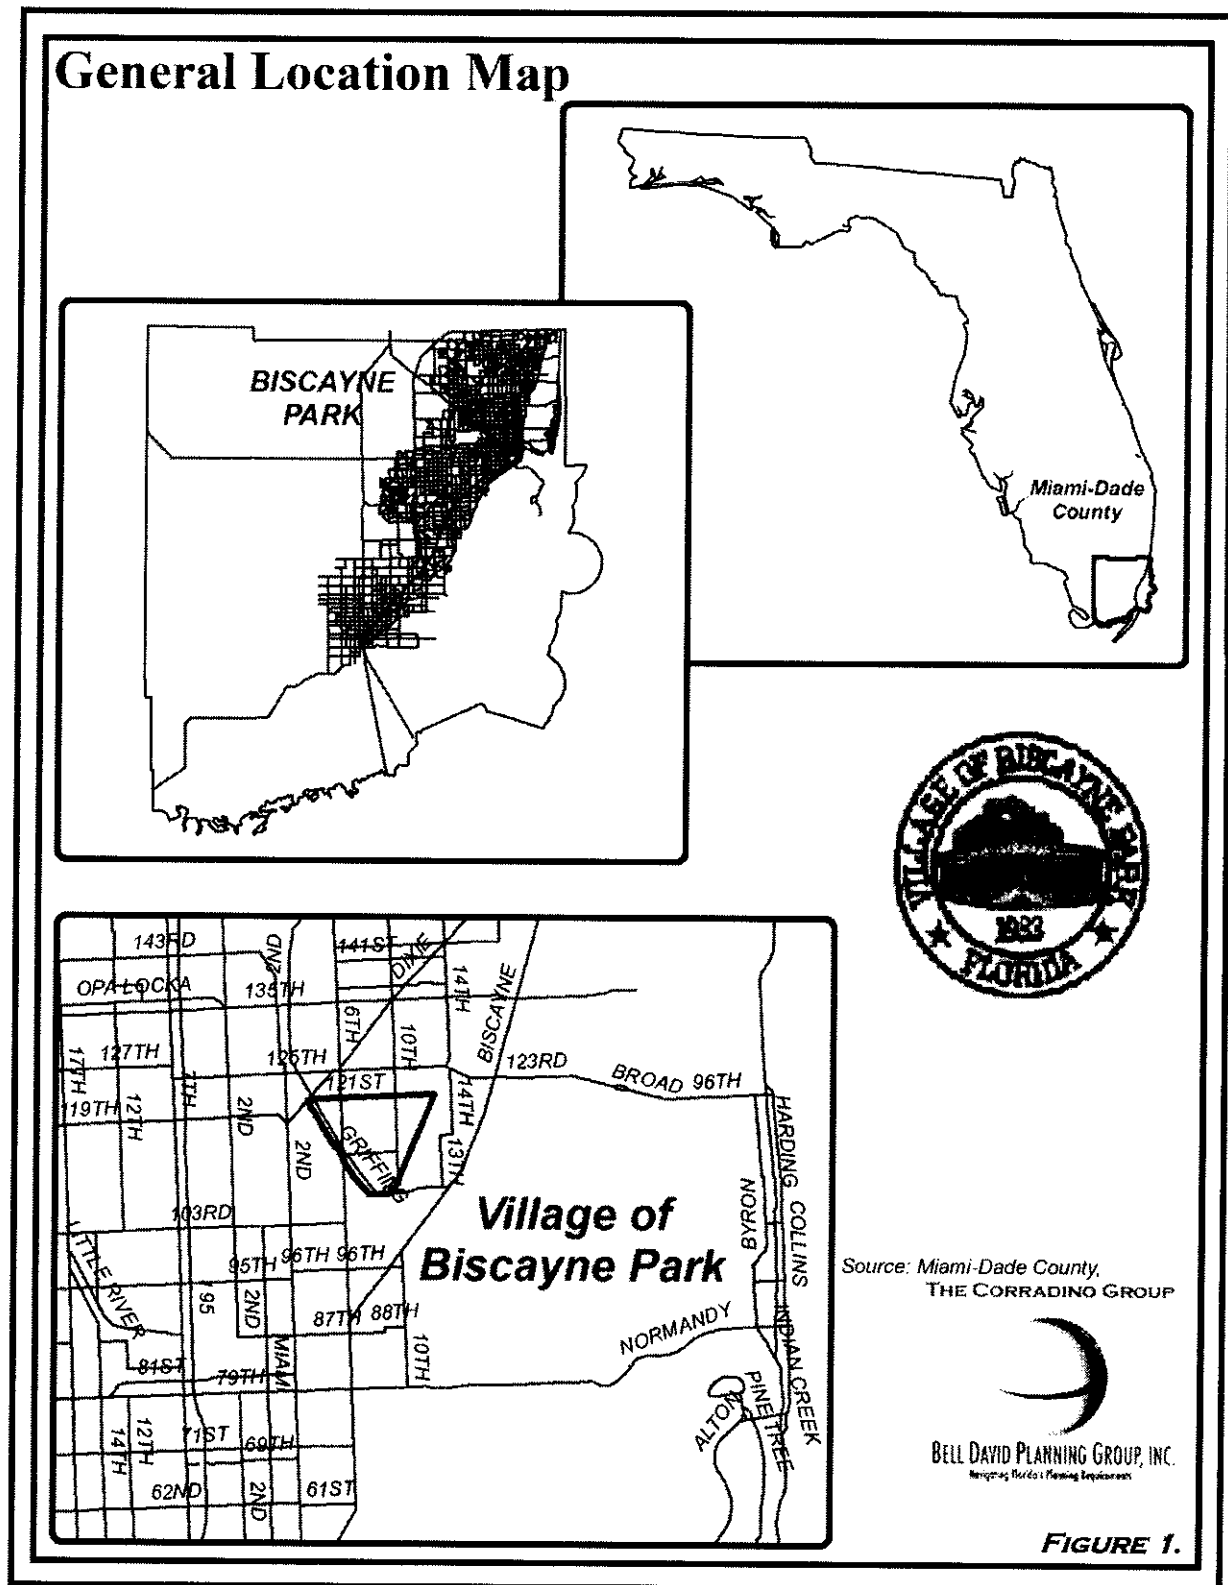 General Location Map
BISCAYNE
PARK
Miami-Dade
County
VILLAGE OF BISCAYNE PARK
FLORIDA
143RD
2ND
141ST
DIXIE
OPA LOCKA
135TH
14TH
6TH
10TH
BISCAYNE
17TH
127TH
7TH
125TH
123RD
BROAD
96TH
121ST
119TH
12TH
2ND
2ND
14TH
HARDING
GRIFFING
13TH
Village of
Biscayne Park
103RD
BYRON
COLLINS
95TH
96TH
96TH
95
2ND
87TH
88TH
10TH
NORMANDY
INDIAN CREEK
81ST
79TH
MIAMI
ALTON
PINE TREE
14TH
12TH
71ST
69TH
62ND
2ND
61ST
Source: Miami-Dade County,
THE CORRADINO GROUP
BELL DAVID PLANNING GROUP, INC.
Navigating Florida's Planning Requirements
FIGURE 1.